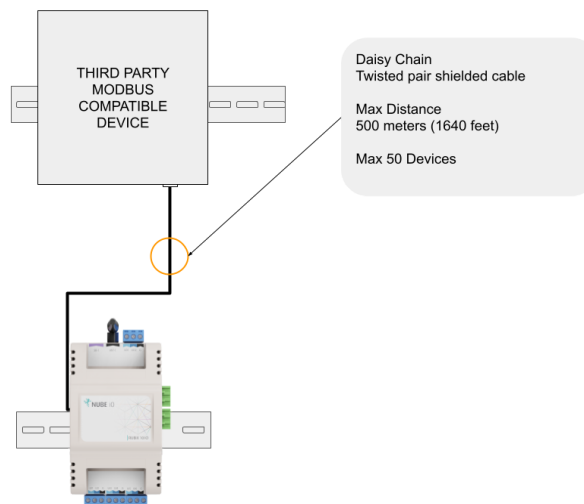 THIRD PARTY
MODBUS
COMPATIBLE
DEVICE
Daisy Chain
Twisted pair shielded cable
Max Distance
500 meters (1640 feet)
Max 50 Devices
NUBE iO